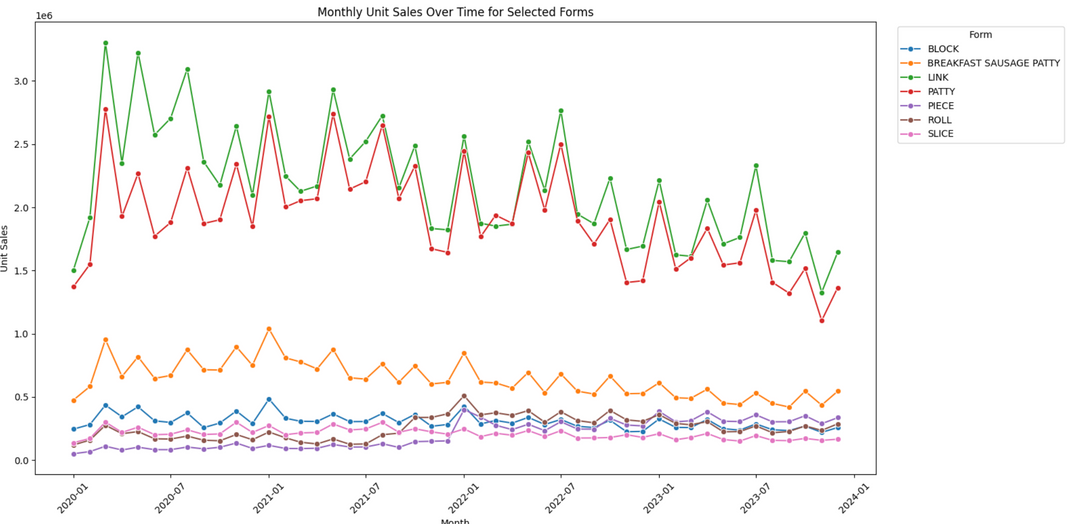 Monthly Unit Sales Over Time for Selected Forms
1e6
3.0
2.5
2.0
1.5
1.0
0.5
0.0
Unit Sales
2020-01
2020-07
2021-01
2021-07
2022-01
2022-07
2023-01
2023-07
2024-01
Month
Form
BLOCK
BREAKFAST SAUSAGE PATTY
LINK
PATTY
PIECE
ROLL
SLICE